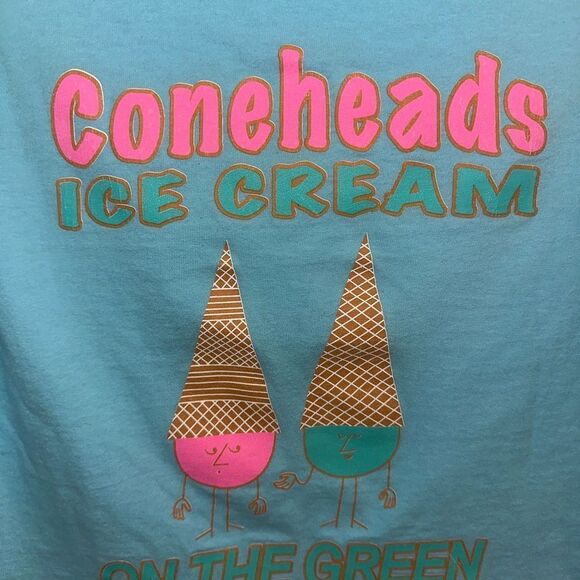 Coneheads
ICE CREAM
ON THE GREEN